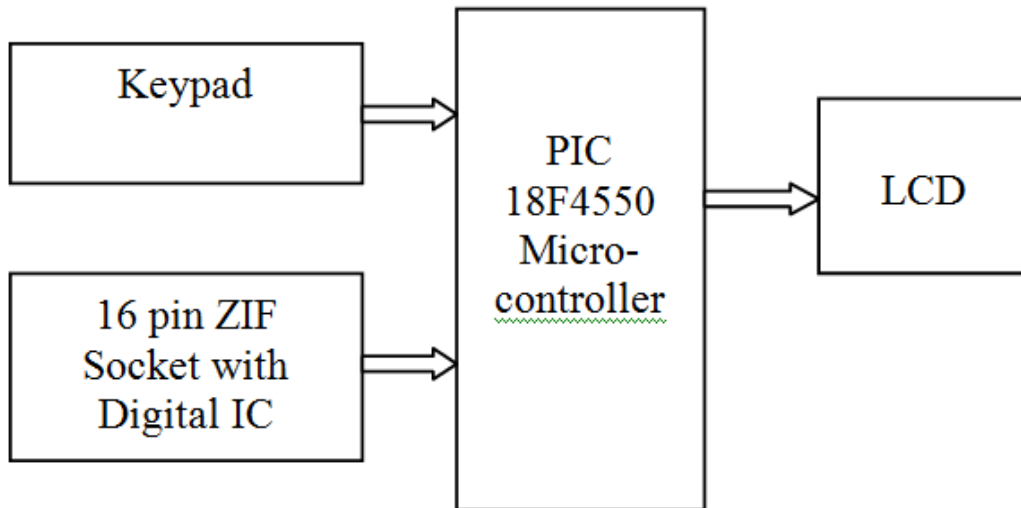 Keypad
16 pin ZIF
Socket with
Digital IC
PIC
18F4550
Micro-
controller
LCD